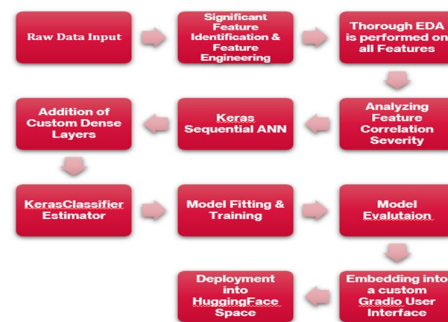 Raw Data Input
Significant
Feature
Identification &
Feature
Engineering
Thorough EDA
is performed on
all Features
Analyzing
Feature
Correlation
Severity
Keras
Sequential ANN
Addition of
Custom Dense
Layers
KerasClassifier
Estimator
Model Fitting &
Training
Model
Evalutaion
Embedding into
a custom
Gradio User
Interface
Deployment
into
HuggingFace
Space